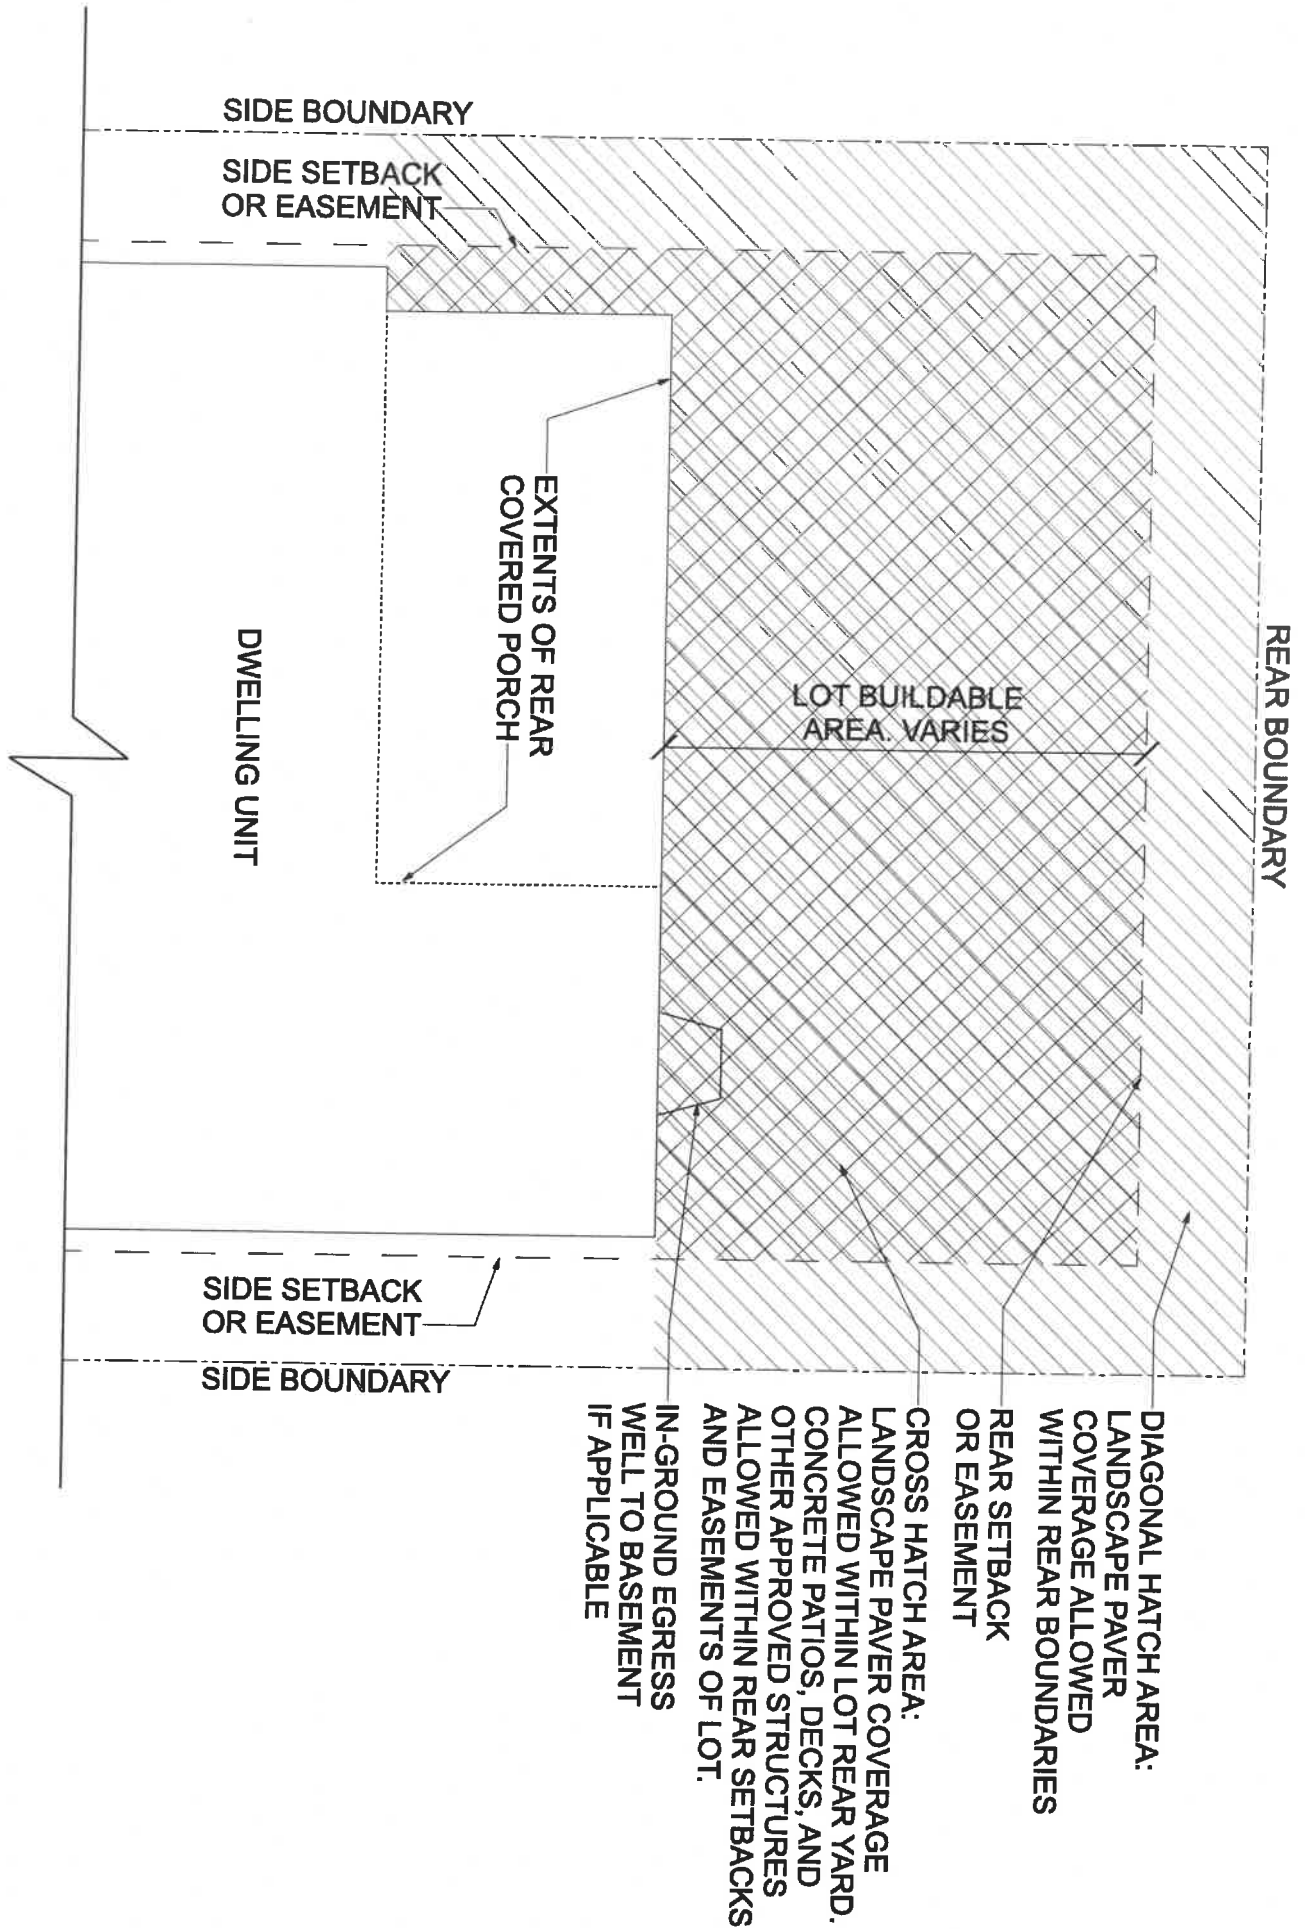 SIDE BOUNDARY
SIDE SETBACK
OR EASEMENT
REAR BOUNDARY
EXTENTS OF REAR
COVERED PORCH
LOT BUILDABLE
AREA. VARIES
DWELLING UNIT
SIDE SETBACK
OR EASEMENT
SIDE BOUNDARY
DIAGONAL HATCH AREA:
LANDSCAPE PAVER
COVERAGE ALLOWED
WITHIN REAR BOUNDARIES
REAR SETBACK
OR EASEMENT
CROSS HATCH AREA:
LANDSCAPE PAVER COVERAGE
ALLOWED WITHIN LOT REAR YARD.
CONCRETE PATIOS, DECKS, AND
OTHER APPROVED STRUCTURES
ALLOWED WITHIN REAR SETBACKS
AND EASEMENTS OF LOT.
IN-GROUND EGRESS
WELL TO BASEMENT
IF APPLICABLE